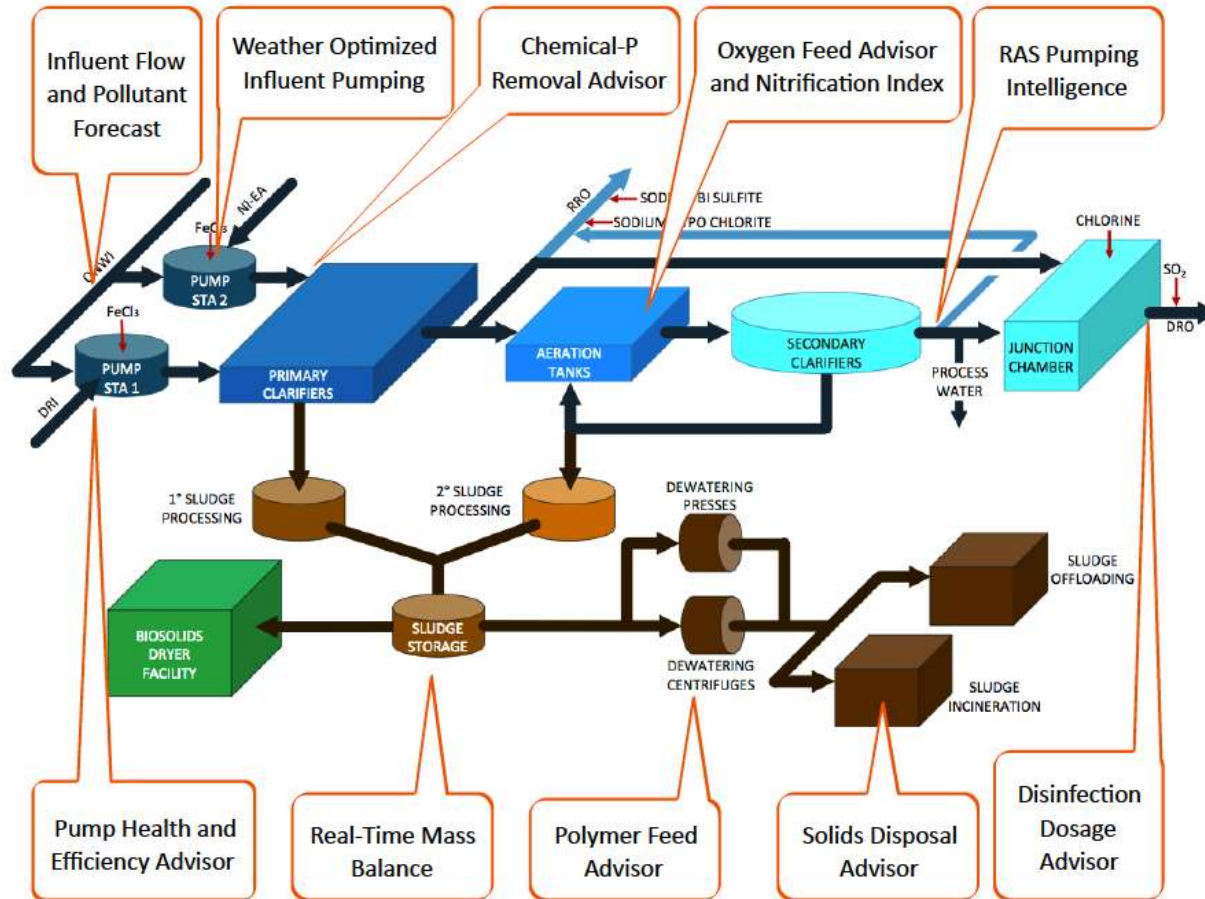 Influent Flow
and Pollutant
Forecast
Weather Optimized
Influent Pumping
Chemical-P
Removal Advisor
Oxygen Feed Advisor
and Nitrification Index
RAS Pumping
Intelligence
NI-EA
FeCl3
PUMP
STA 2
FeCl3
PUMP
STA 1
DRI
PRIMARY
CLARIFIERS
RRO
BI SULFITE
CHLORITE
AERATION
TANKS
SECONDARY
CLARIFIERS
PROCESS
WATER
CHLORINE
JUNCTION
CHAMBER
SO2
DRO
1° SLUDGE
PROCESSING
2° SLUDGE
PROCESSING
DEWATERING
PRESSES
SLUDGE
OFFLOADING
BIOSOLIDS
DRYER
FACILITY
SLUDGE
STORAGE
DEWATERING
CENTRIFUGES
SLUDGE
INCINERATION
Pump Health and
Efficiency Advisor
Real-Time Mass
Balance
Polymer Feed
Advisor
Solids Disposal
Advisor
Disinfection
Dosage
Advisor